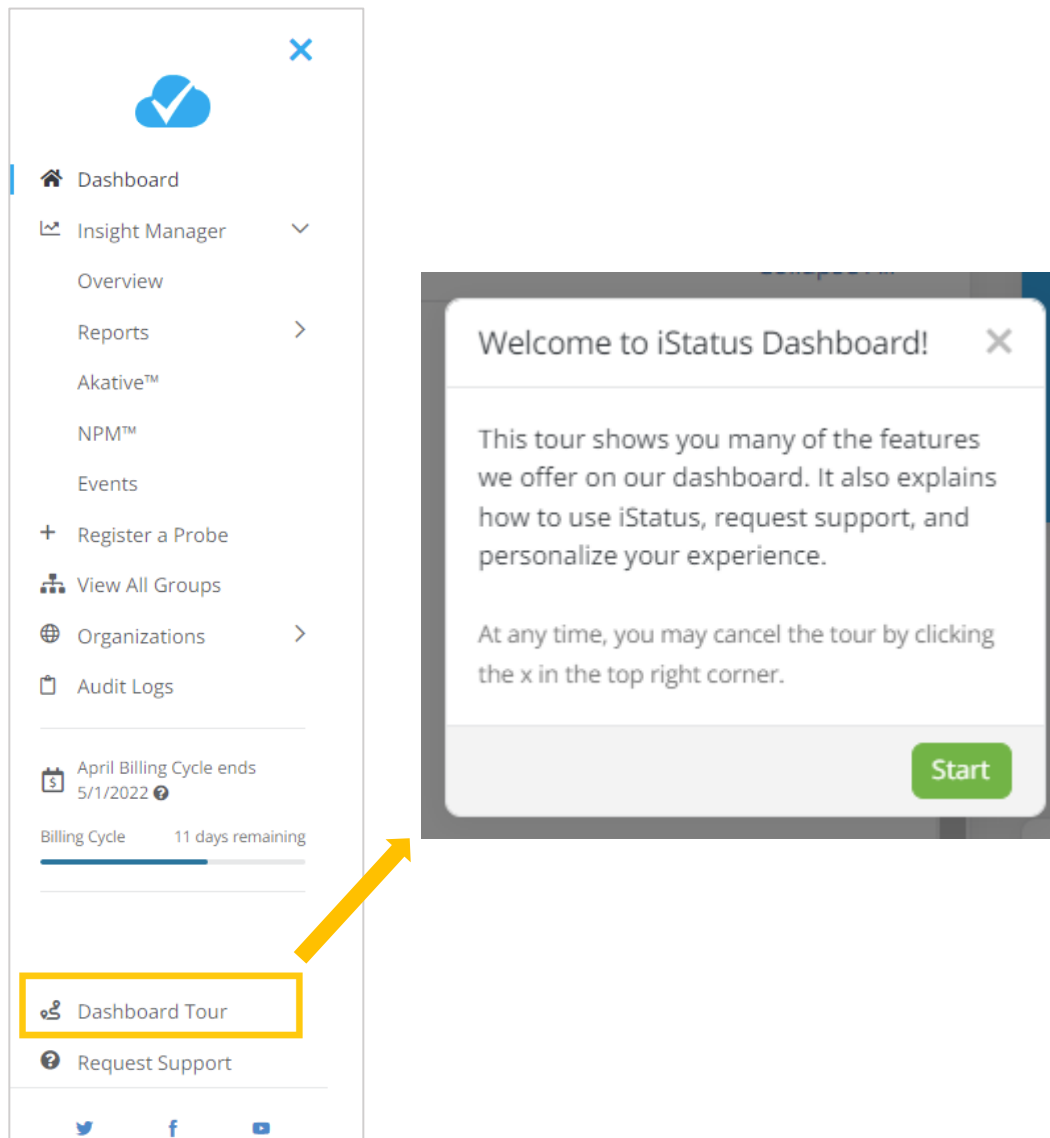 Dashboard
Insight Manager
Overview
Reports
Akative™
NPM™
Events
Register a Probe
View All Groups
Organizations
Audit Logs
April Billing Cycle ends
5/1/2022
Billing Cycle 11 days remaining
Dashboard Tour
Request Support
Welcome to iStatus Dashboard!
This tour shows you many of the features
we offer on our dashboard. It also explains
how to use iStatus, request support, and
personalize your experience.
At any time, you may cancel the tour by clicking
the x in the top right corner.
Start